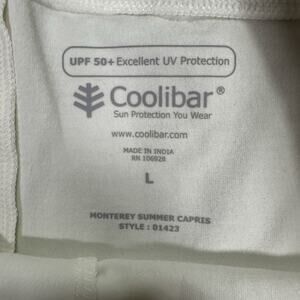 UPF 50+ Excellent UV Protection
Coolibar®
Sun Protection You Wear
www.coolibar.com
MADE IN INDIA
RN 106928
L
MONTEREY SUMMER CAPRIS
STYLE : 01423